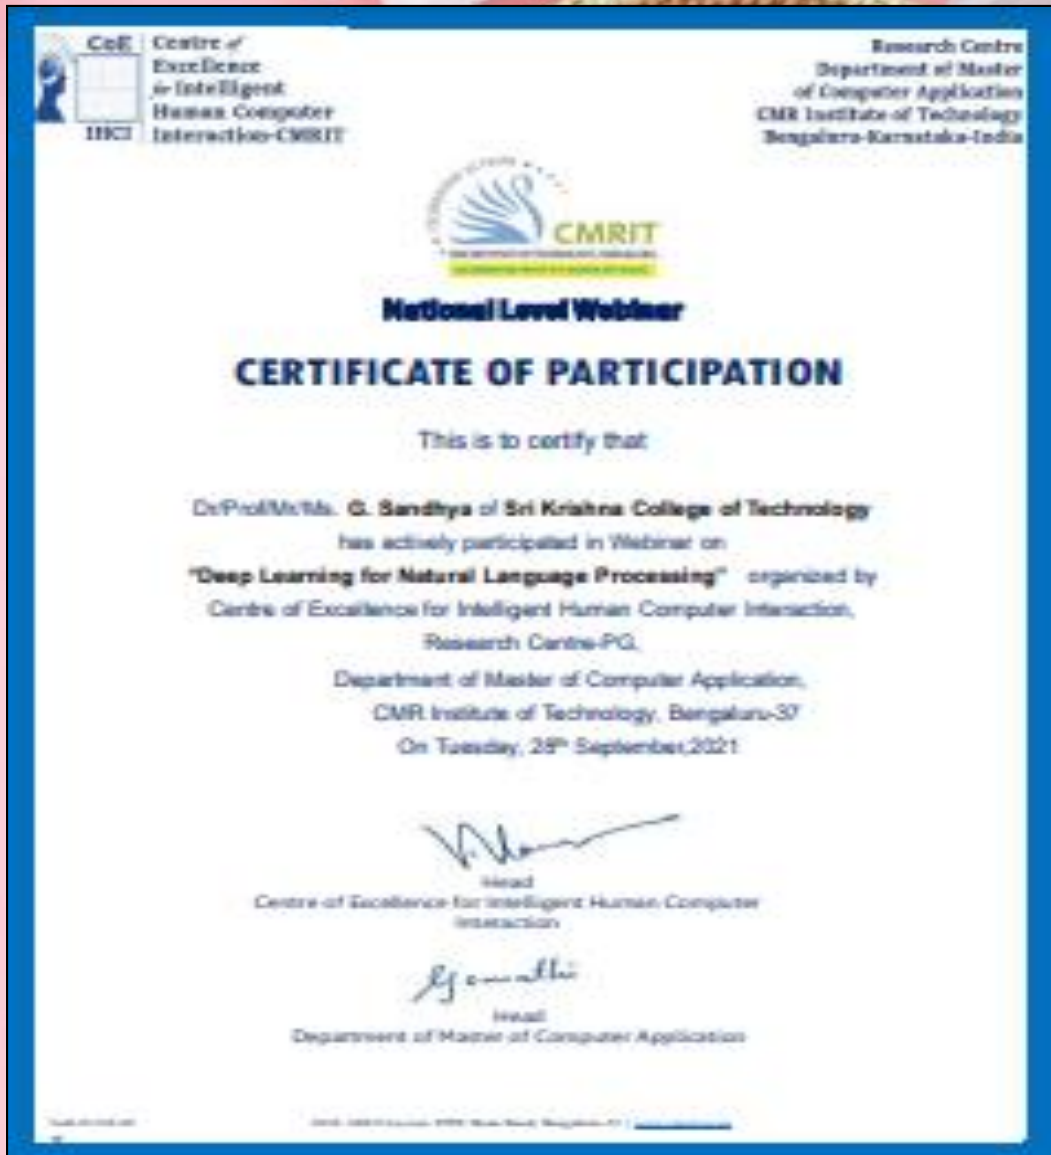 CoE
IHCI
Centre of
Excellence
for Intelligent
Human Computer
Interaction-CMRIT
Research Centre
Department of Master
of Computer Application
CMR Institute of Technology
Bengaluru-Karnataka-India
CMRIT
National Level Webinar
CERTIFICATE OF PARTICIPATION
This is to certify that
Dr/Prof/Mr/Ms. G. Sandhya of Sri Krishna College of Technology
has actively participated in Webinar on
"Deep Learning for Natural Language Processing" organized by
Centre of Excellence for Intelligent Human Computer Interaction,
Research Centre-PG,
Department of Master of Computer Application,
CMR Institute of Technology, Bengaluru-37
On Tuesday, 28th September,2021
Head
Centre of Excellence for Intelligent Human Computer
Interaction
Head
Department of Master of Computer Application